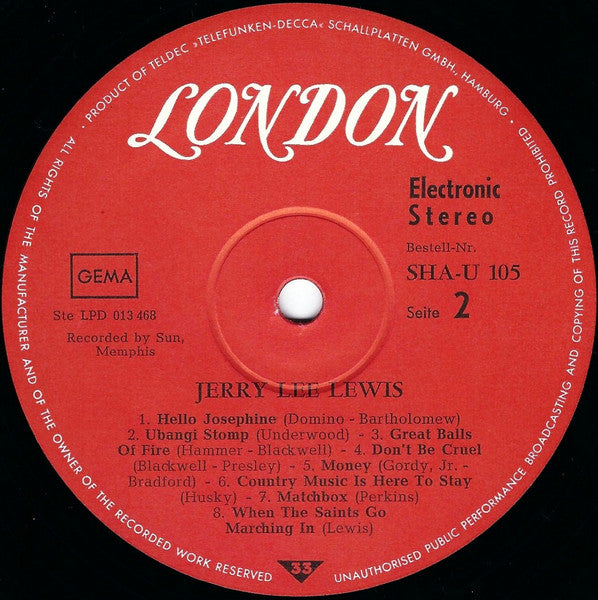 · PRODUCT OF TELDEC »TELEFUNKEN-DECCA« SCHALLPLATTEN GMBH., HAMBURG ·
LONDON
Electronic
Stereo
Bestell-Nr.
SHA-U 105
Seite 2
GEMA
Ste LPD 013 468
Recorded by Sun,
Memphis
JERRY LEE LEWIS
1. Hello Josephine (Domino - Bartholomew)
2. Ubangi Stomp (Underwood) - 3. Great Balls
Of Fire (Hammer - Blackwell) - 4. Don't Be Cruel
(Blackwell - Presley) - 5. Money (Gordy, Jr. -
Bradford) - 6. Country Music Is Here To Stay
(Husky) - 7. Matchbox (Perkins)
8. When The Saints Go
Marching In (Lewis)
33
ALL RIGHTS OF THE MANUFACTURER AND OF THE OWNER OF THE RECORDED WORK RESERVED
UNAUTHORISED PUBLIC PERFORMANCE BROADCASTING AND COPYING OF THIS RECORD PROHIBITED